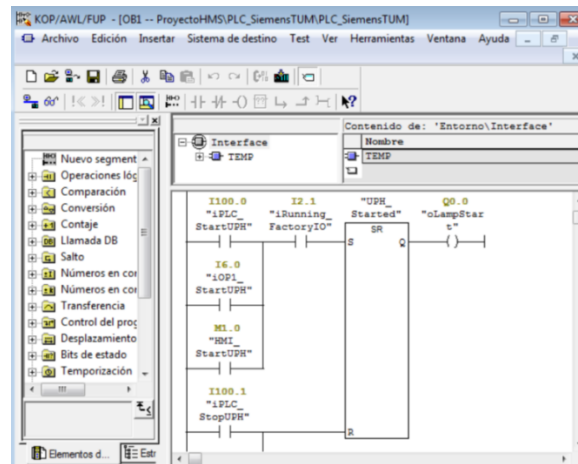 KOP/AWL/FUP - [OB1 -- ProyectoHMS\PLC_SiemensTUM\PLC_SiemensTUM]
Archivo Edición Insertar Sistema de destino Test Ver Herramientas Ventana Ayuda
Contenido de: 'Entorno\Interface'
Interface
Nombre
TEMP
TEMP
Nuevo segment
Operaciones lóg
Comparación
Conversión
Contaje
Llamada DB
Salto
Números en cor
Números en cor
Transferencia
Control del prog
Desplazamiento
Bits de estado
Temporización
Elementos d...
Estr
I100.0 I2.1 "UPH_ Q0.0
"iPLC_ "iRunning_ Started" "oLampStar
StartUPH" FactoryIO" SR t"
S Q
I6.0
"iOP1_
StartUPH"
M1.0
"HMI_
StartUPH"
I100.1
"iPLC_
StopUPH"
R